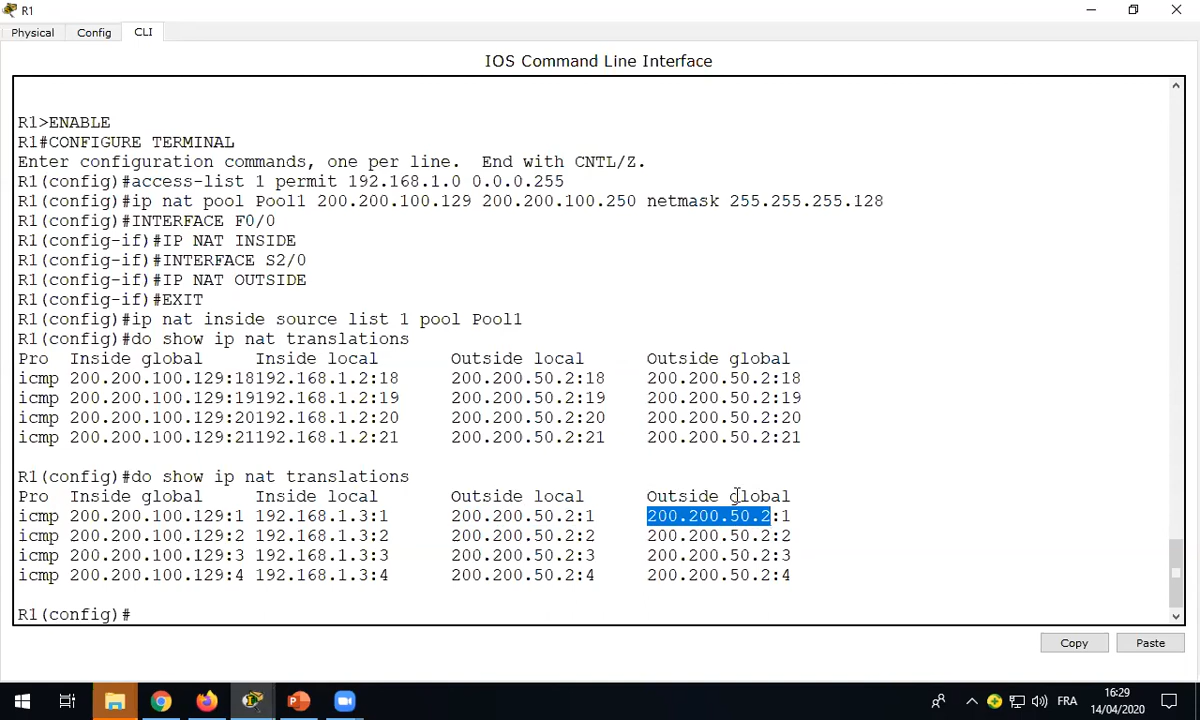 R1
Physical Config CLI
IOS Command Line Interface
R1>ENABLE
R1#CONFIGURE TERMINAL
Enter configuration commands, one per line.  End with CNTL/Z.
R1(config)#access-list 1 permit 192.168.1.0 0.0.0.255
R1(config)#ip nat pool Pool1 200.200.100.129 200.200.100.250 netmask 255.255.255.128
R1(config)#INTERFACE F0/0
R1(config-if)#IP NAT INSIDE
R1(config-if)#INTERFACE S2/0
R1(config-if)#IP NAT OUTSIDE
R1(config-if)#EXIT
R1(config)#ip nat inside source list 1 pool Pool1
R1(config)#do show ip nat translations
Pro  Inside global     Inside local       Outside local      Outside global
icmp 200.200.100.129:18192.168.1.2:18     200.200.50.2:18    200.200.50.2:18
icmp 200.200.100.129:19192.168.1.2:19     200.200.50.2:19    200.200.50.2:19
icmp 200.200.100.129:20192.168.1.2:20     200.200.50.2:20    200.200.50.2:20
icmp 200.200.100.129:21192.168.1.2:21     200.200.50.2:21    200.200.50.2:21
R1(config)#do show ip nat translations
Pro  Inside global     Inside local       Outside local      Outside global
icmp 200.200.100.129:1 192.168.1.3:1      200.200.50.2:1     200.200.50.2:1
icmp 200.200.100.129:2 192.168.1.3:2      200.200.50.2:2     200.200.50.2:2
icmp 200.200.100.129:3 192.168.1.3:3      200.200.50.2:3     200.200.50.2:3
icmp 200.200.100.129:4 192.168.1.3:4      200.200.50.2:4     200.200.50.2:4
R1(config)#
Copy Paste
FRA
16:29
14/04/2020